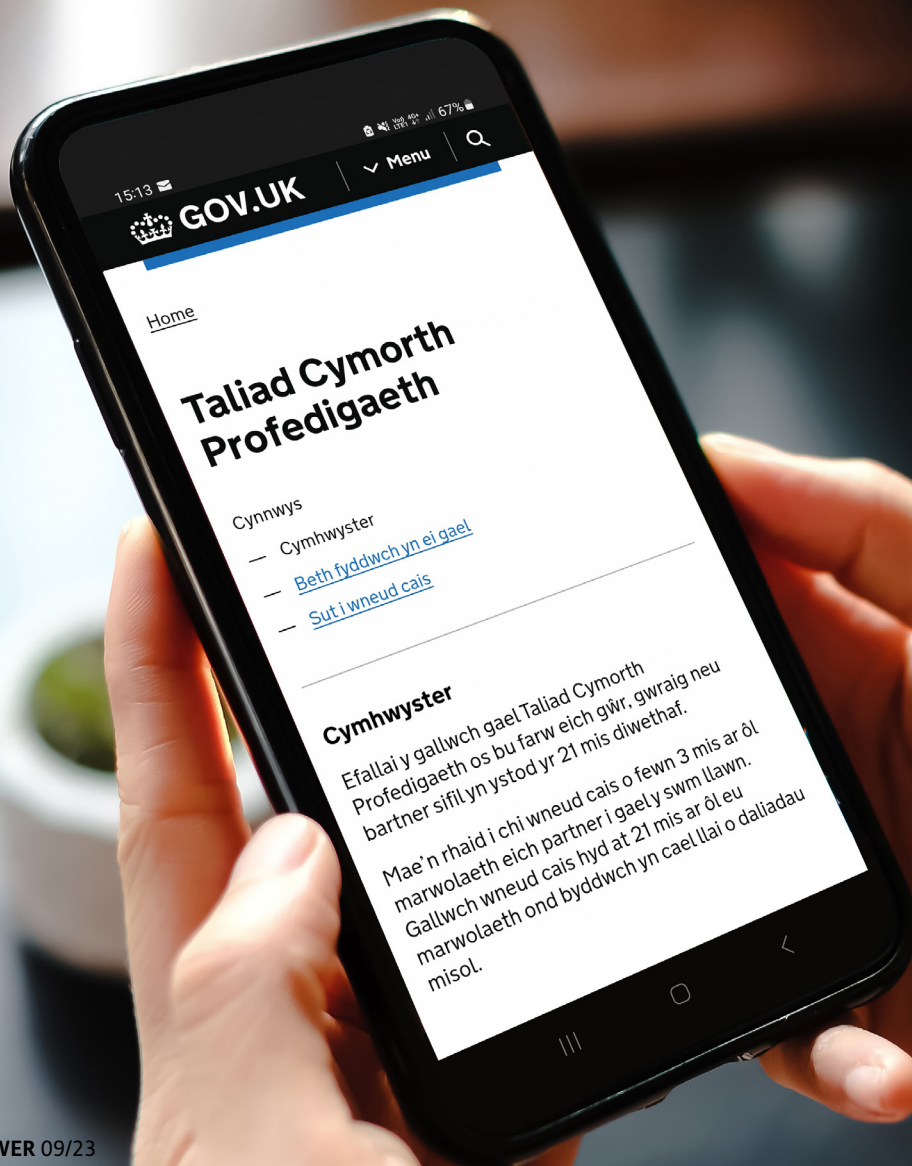 15:13
67%
GOV.UK
Menu
Home
Taliad Cymorth
Profedigaeth
Cynnwys
— Cymhwyster
— Beth fyddwch yn ei gael
— Sut i wneud cais
Cymhwyster
Efallai y gallwch gael Taliad Cymorth
Profedigaeth os bu farw eich gŵr, gwraig neu
bartner sifil yn ystod yr 21 mis diwethaf.
Mae'n rhaid i chi wneud cais o fewn 3 mis ar ôl
marwolaeth eich partner i gael y swm llawn.
Gallwch wneud cais hyd at 21 mis ar ôl eu
marwolaeth ond byddwch yn cael llai o daliadau
misol.
09/23